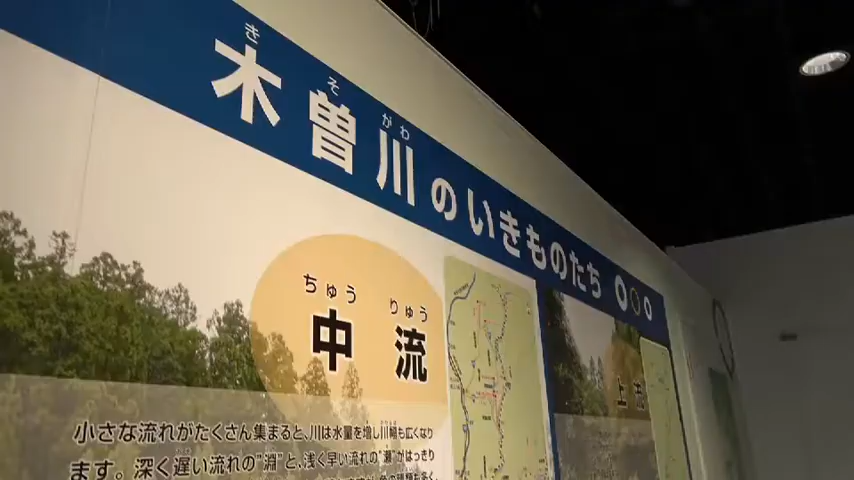 き そ がわ
木曽川のいきものたち
ちゅう りゅう
中流
上流
小さな流れがたくさん集まると、川は水量を増し川幅も広くなり
ます。深く遅い流れの"淵"と、浅く早い流れの"瀬"がはっきり